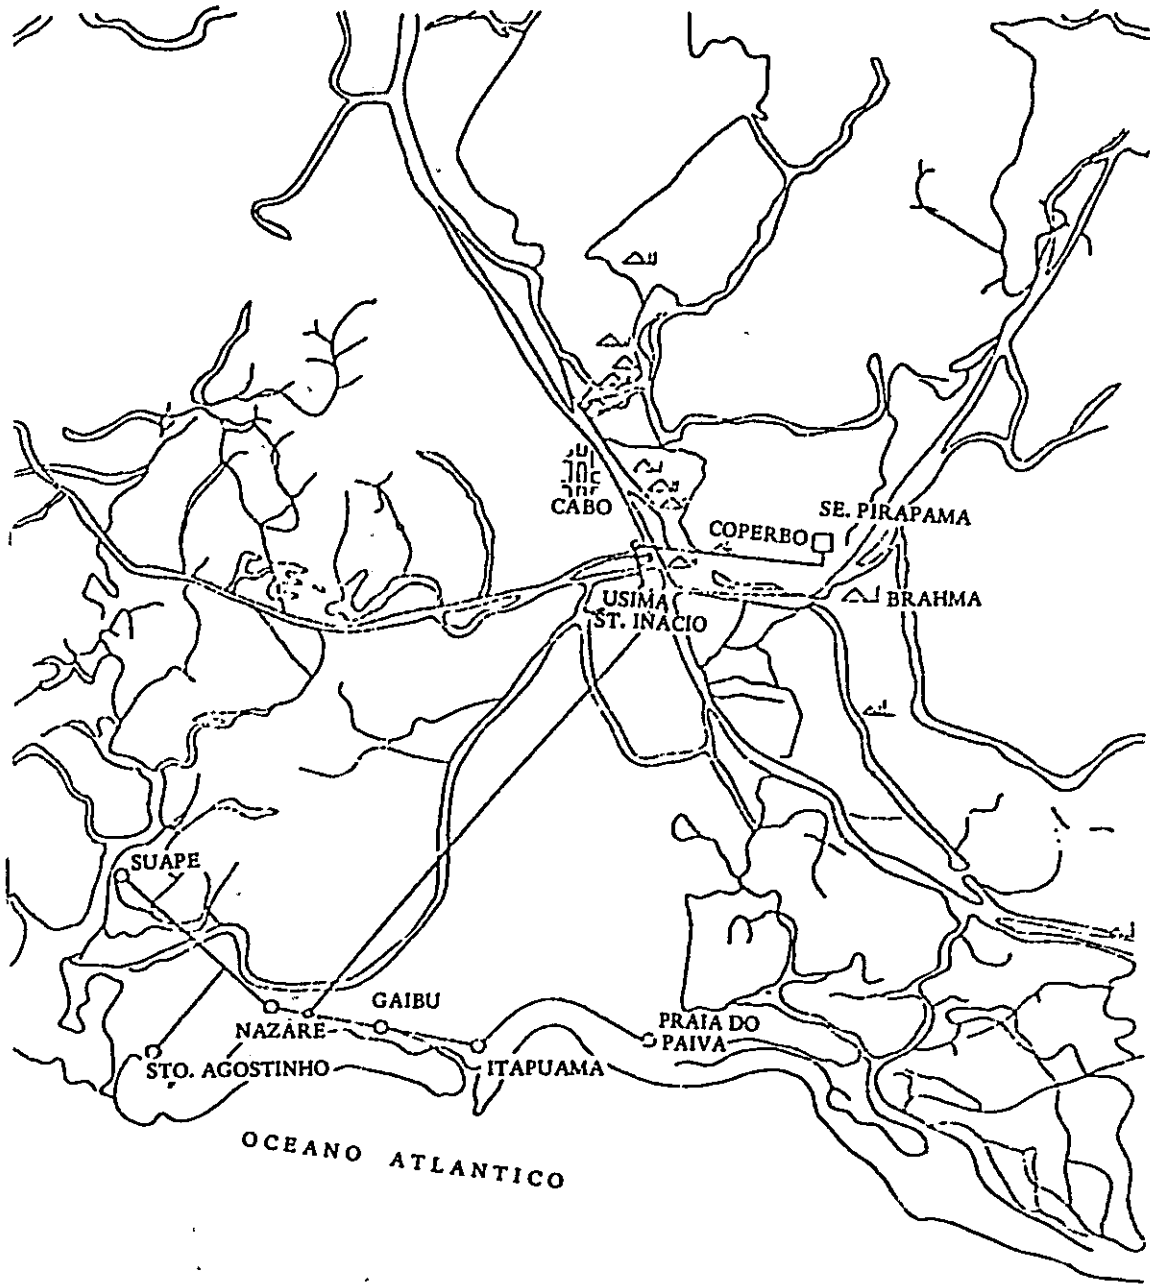 CABO
SE. PIRAPAMA
COPERBO
BRAHMA
USIMA
ST. INACIO
SUAPE
GAIBU
NAZARE
PRAIA DO
PAIVA
STO. AGOSTINHO
ITAPUAMA
OCEANO ATLANTICO